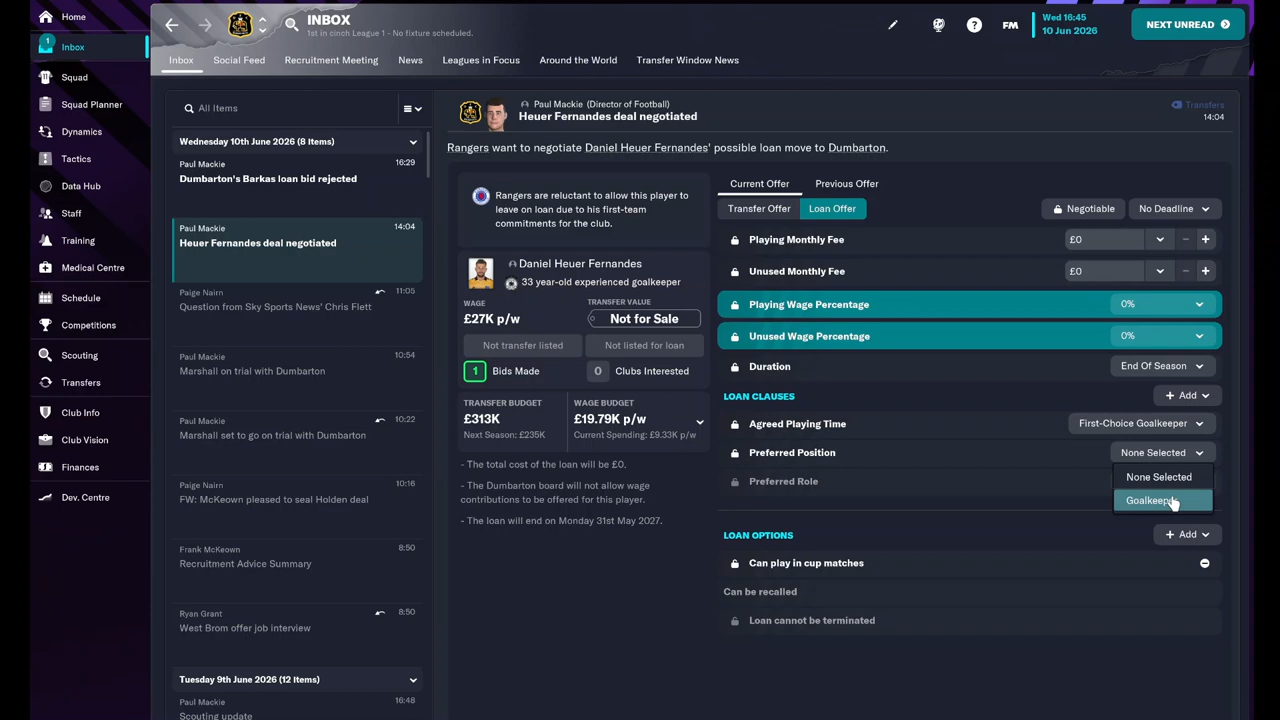 Home
1
Inbox
Squad
Squad Planner
Dynamics
Tactics
Data Hub
Staff
Training
Medical Centre
Schedule
Competitions
Scouting
Transfers
Club Info
Club Vision
Finances
Dev. Centre
INBOX
1st in cinch League 1 - No fixture scheduled.
?
FM
Wed 16:45
10 Jun 2026
NEXT UNREAD
Inbox
Social Feed
Recruitment Meeting
News
Leagues in Focus
Around the World
Transfer Window News
All Items
Wednesday 10th June 2026 (8 Items)
Paul Mackie 16:29
Dumbarton's Barkas loan bid rejected
Paul Mackie 14:04
Heuer Fernandes deal negotiated
Paige Nairn 11:05
Question from Sky Sports News' Chris Flett
Paul Mackie 10:54
Marshall on trial with Dumbarton
Paul Mackie 10:22
Marshall set to go on trial with Dumbarton
Paige Nairn 10:16
FW: McKeown pleased to seal Holden deal
Frank McKeown 8:50
Recruitment Advice Summary
Ryan Grant 8:50
West Brom offer job interview
Tuesday 9th June 2026 (12 Items)
Paul Mackie 16:48
Scouting update
Paul Mackie (Director of Football)
Heuer Fernandes deal negotiated
Transfers
14:04
Rangers want to negotiate Daniel Heuer Fernandes' possible loan move to Dumbarton.
Rangers are reluctant to allow this player to
leave on loan due to his first-team
commitments for the club.
Daniel Heuer Fernandes
33 year-old experienced goalkeeper
WAGE
£27K p/w
TRANSFER VALUE
Not for Sale
Not transfer listed
Not listed for loan
1 Bids Made
0 Clubs Interested
TRANSFER BUDGET
£313K
Next Season: £235K
WAGE BUDGET
£19.79K p/w
Current Spending: £9.33K p/w
- The total cost of the loan will be £0.
- The Dumbarton board will not allow wage
contributions to be offered for this player.
- The loan will end on Monday 31st May 2027.
Current Offer
Previous Offer
Transfer Offer
Loan Offer
Negotiable
No Deadline
Playing Monthly Fee £0
Unused Monthly Fee £0
Playing Wage Percentage 0%
Unused Wage Percentage 0%
Duration End Of Season
LOAN CLAUSES + Add
Agreed Playing Time First-Choice Goalkeeper
Preferred Position None Selected
None Selected
Preferred Role
Goalkeeper
LOAN OPTIONS + Add
Can play in cup matches
Can be recalled
Loan cannot be terminated